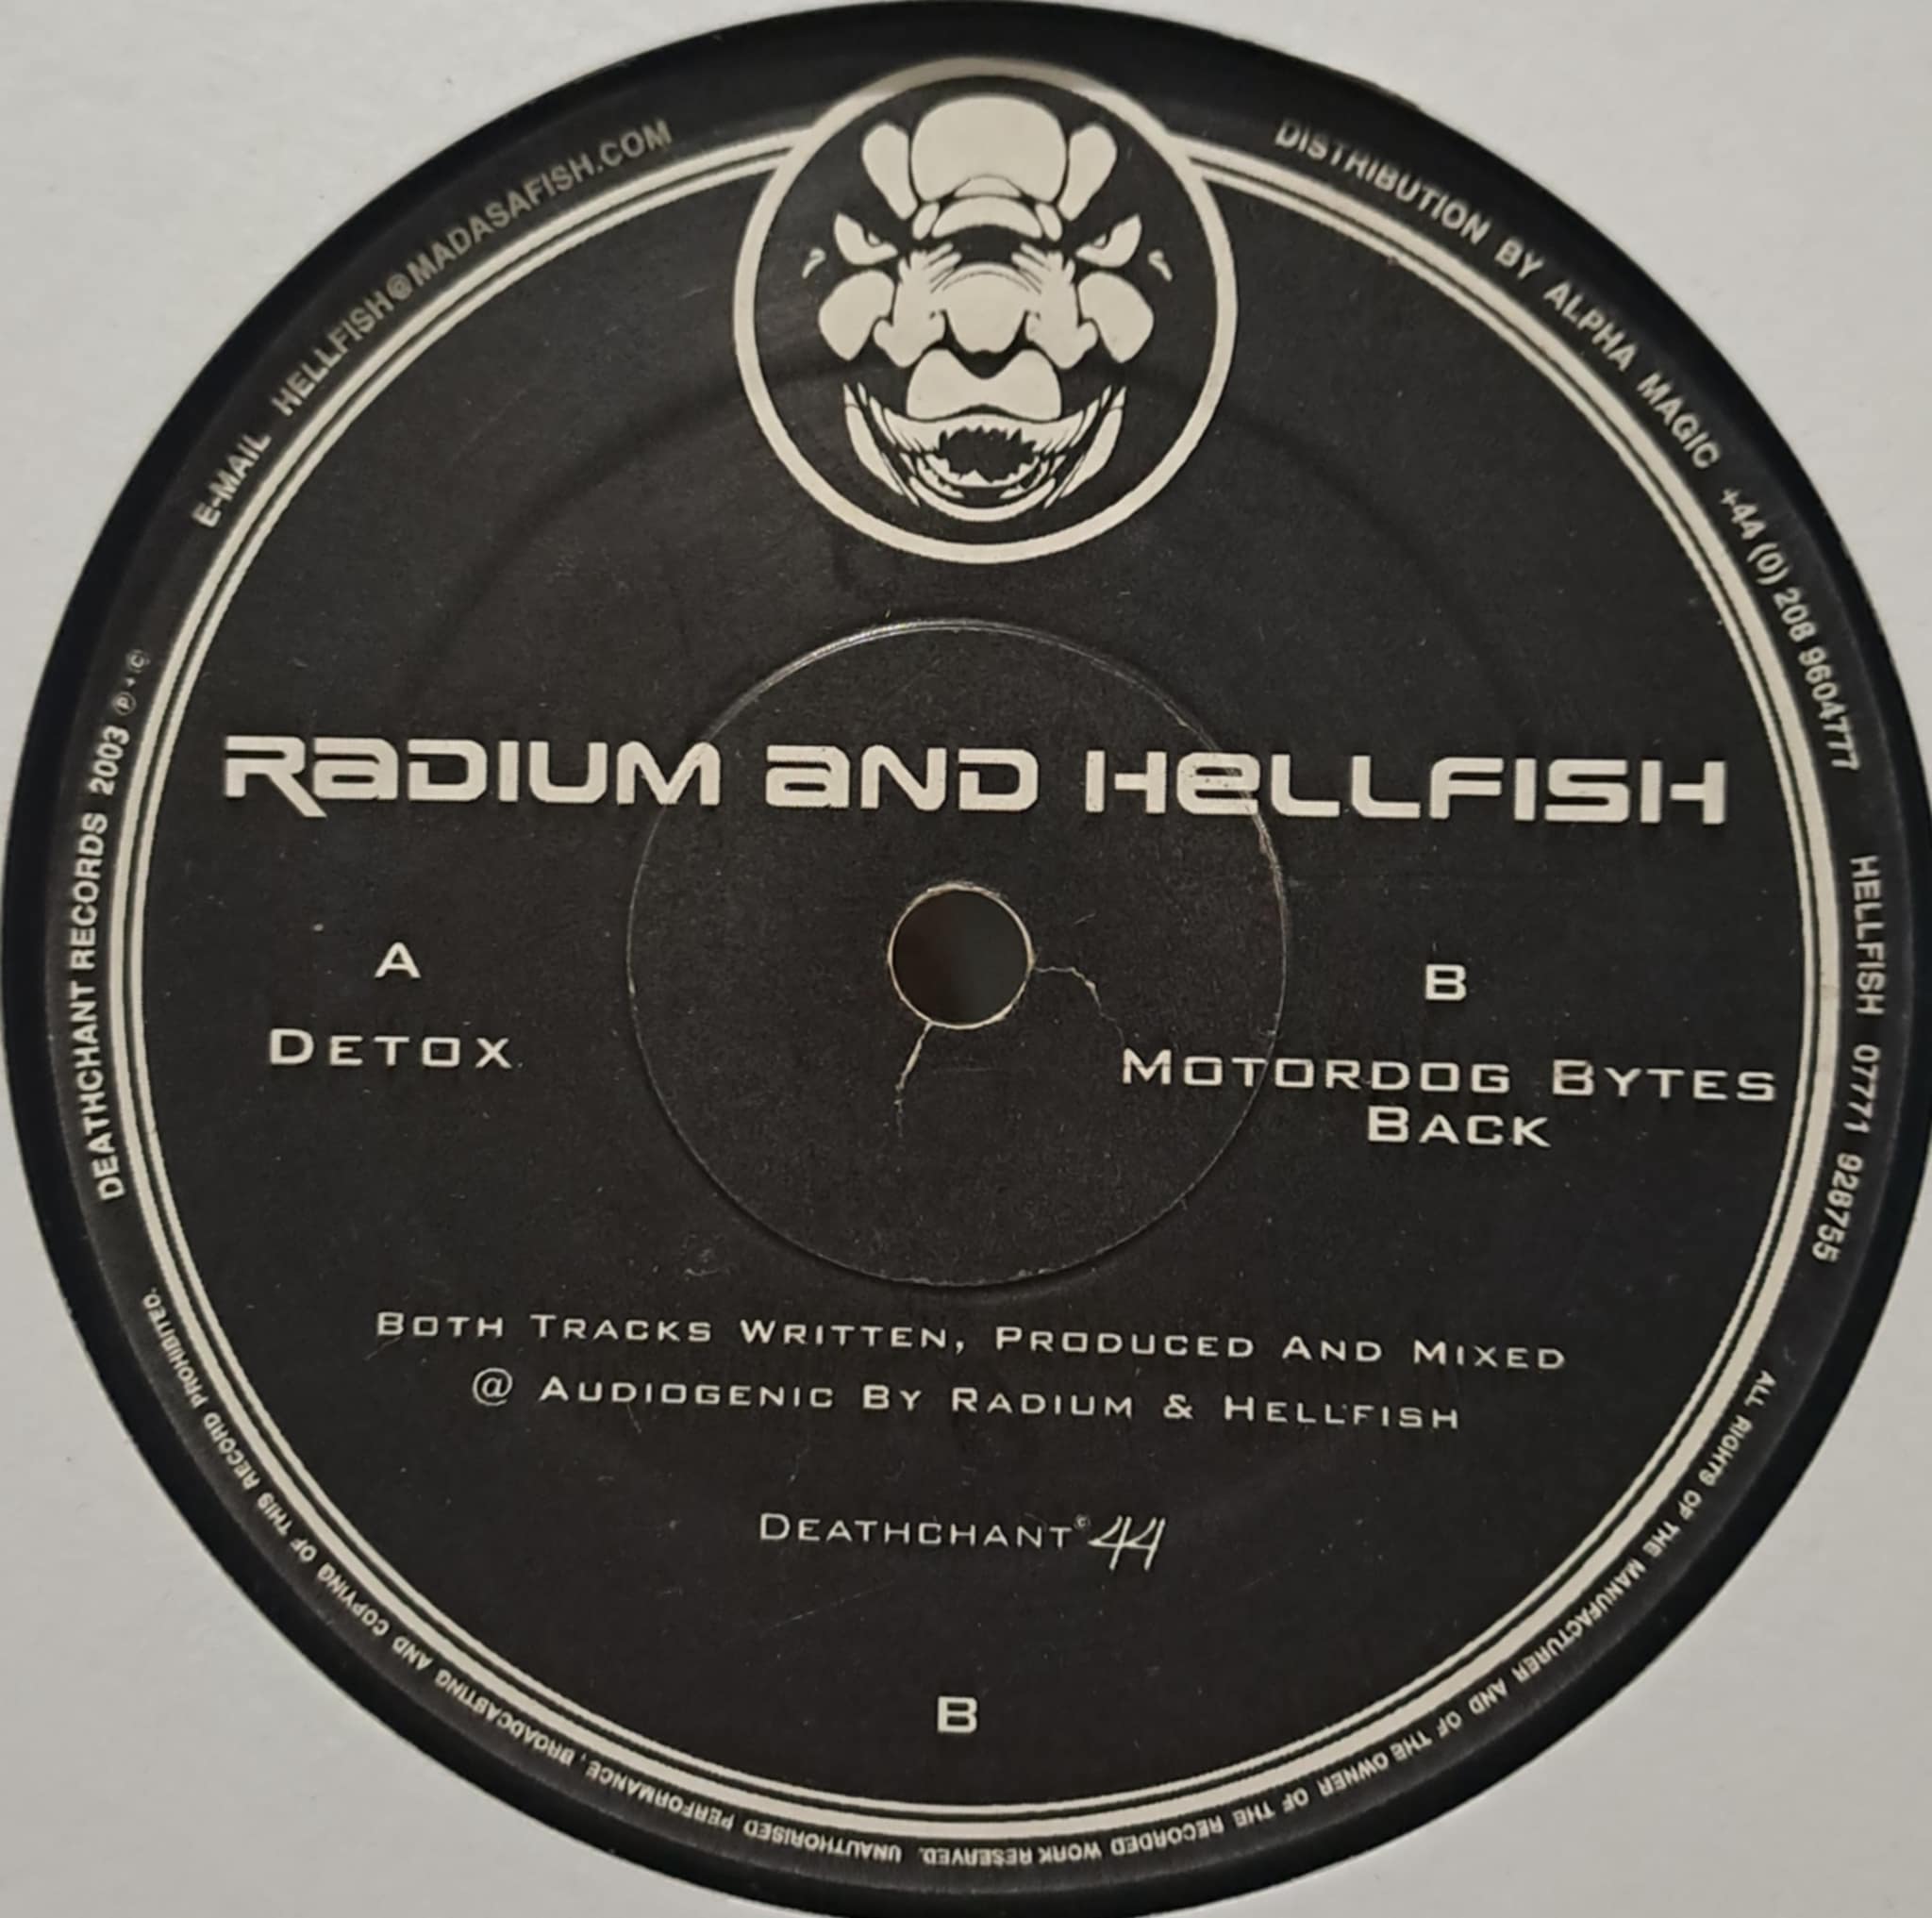 E-MAIL HELLFISH@MADASAFISH.COM
DISTRIBUTION BY ALPHA MAGIC +44 (0) 208 9604777
HELLFISH 07771 926755
DEATHCHANT RECORDS 2003 ℗ + ©
RADIUM AND HELLFISH
A
DETOX
B
MOTORDOG BYTES
BACK
BOTH TRACKS WRITTEN, PRODUCED AND MIXED
@ AUDIOGENIC BY RADIUM & HELLFISH
DEATHCHANT© 44
B
ALL RIGHTS OF THE MANUFACTURER AND OF THE OWNER OF THE RECORDED WORK RESERVED. UNAUTHORISED PERFORMANCE, BROADCASTING AND COPYING OF THIS RECORD PROHIBITED.